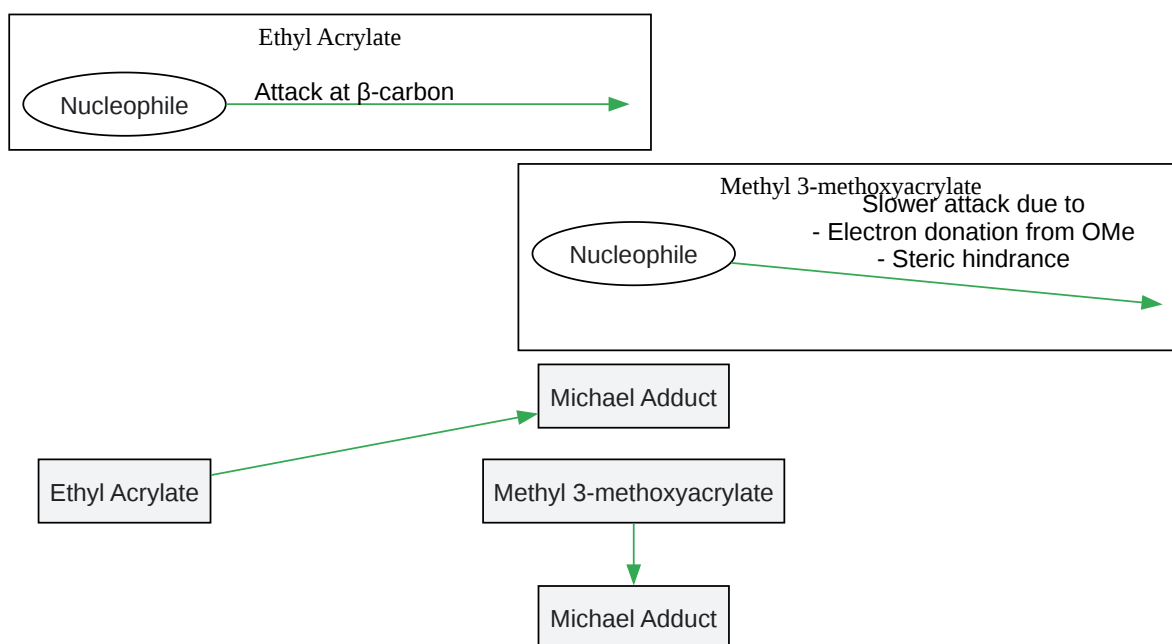 Ethyl Acrylate
Nucleophile
Attack at β-carbon
Methyl 3-methoxyacrylate
Slower attack due to
- Electron donation from OMe
- Steric hindrance
Nucleophile
Michael Adduct
Ethyl Acrylate
Methyl 3-methoxyacrylate
Michael Adduct